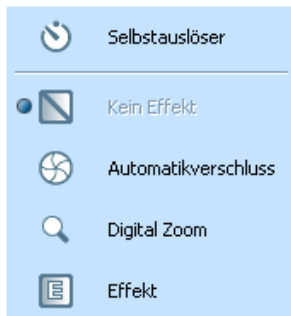 Selbstauslöser
Kein Effekt
Automatikverschluss
Digital Zoom
E Effekt